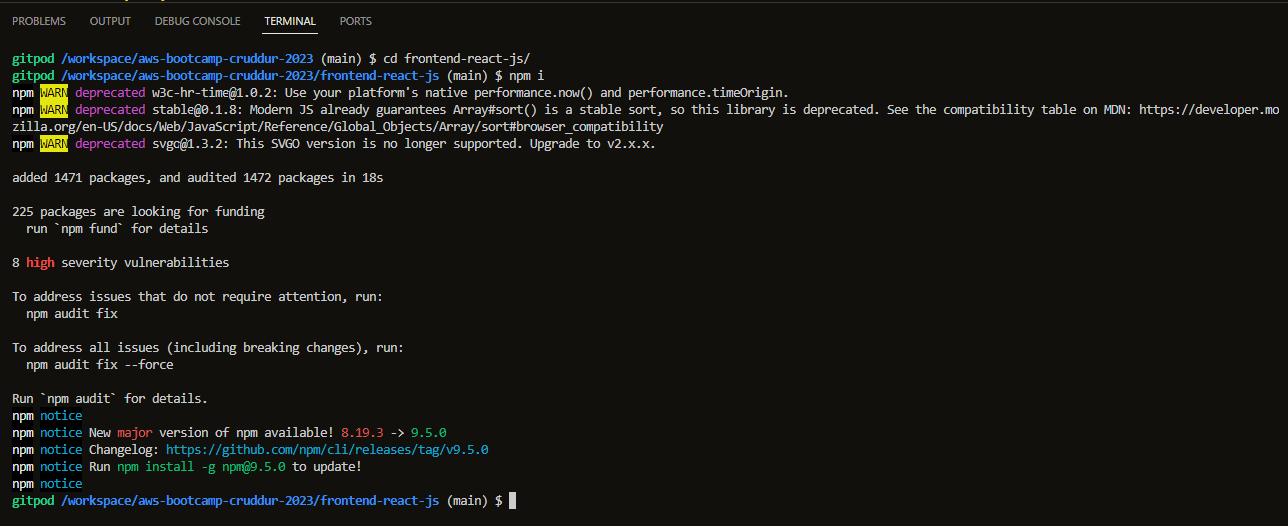 PROBLEMS OUTPUT DEBUG CONSOLE TERMINAL PORTS
gitpod /workspace/aws-bootcamp-cruddur-2023 (main) $ cd frontend-react-js/
gitpod /workspace/aws-bootcamp-cruddur-2023/frontend-react-js (main) $ npm i
npm WARN deprecated w3c-hr-time@1.0.2: Use your platform's native performance.now() and performance.timeOrigin.
npm WARN deprecated stable@0.1.8: Modern JS already guarantees Array#sort() is a stable sort, so this library is deprecated. See the compatibility table on MDN: https://developer.mo
zilla.org/en-US/docs/Web/JavaScript/Reference/Global_Objects/Array/sort#browser_compatibility
npm WARN deprecated svgo@1.3.2: This SVGO version is no longer supported. Upgrade to v2.x.x.
added 1471 packages, and audited 1472 packages in 18s
225 packages are looking for funding
run `npm fund` for details
8 high severity vulnerabilities
To address issues that do not require attention, run:
npm audit fix
To address all issues (including breaking changes), run:
npm audit fix --force
Run `npm audit` for details.
npm notice
npm notice New major version of npm available! 8.19.3 -> 9.5.0
npm notice Changelog: https://github.com/npm/cli/releases/tag/v9.5.0
npm notice Run npm install -g npm@9.5.0 to update!
npm notice
gitpod /workspace/aws-bootcamp-cruddur-2023/frontend-react-js (main) $